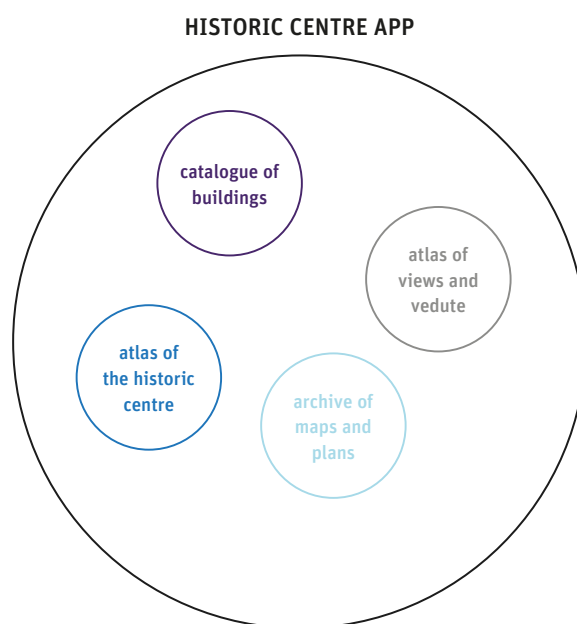 HISTORIC CENTRE APP
catalogue of
buildings
atlas of
views and
vedute
atlas of
the historic
centre
archive of
maps and
plans